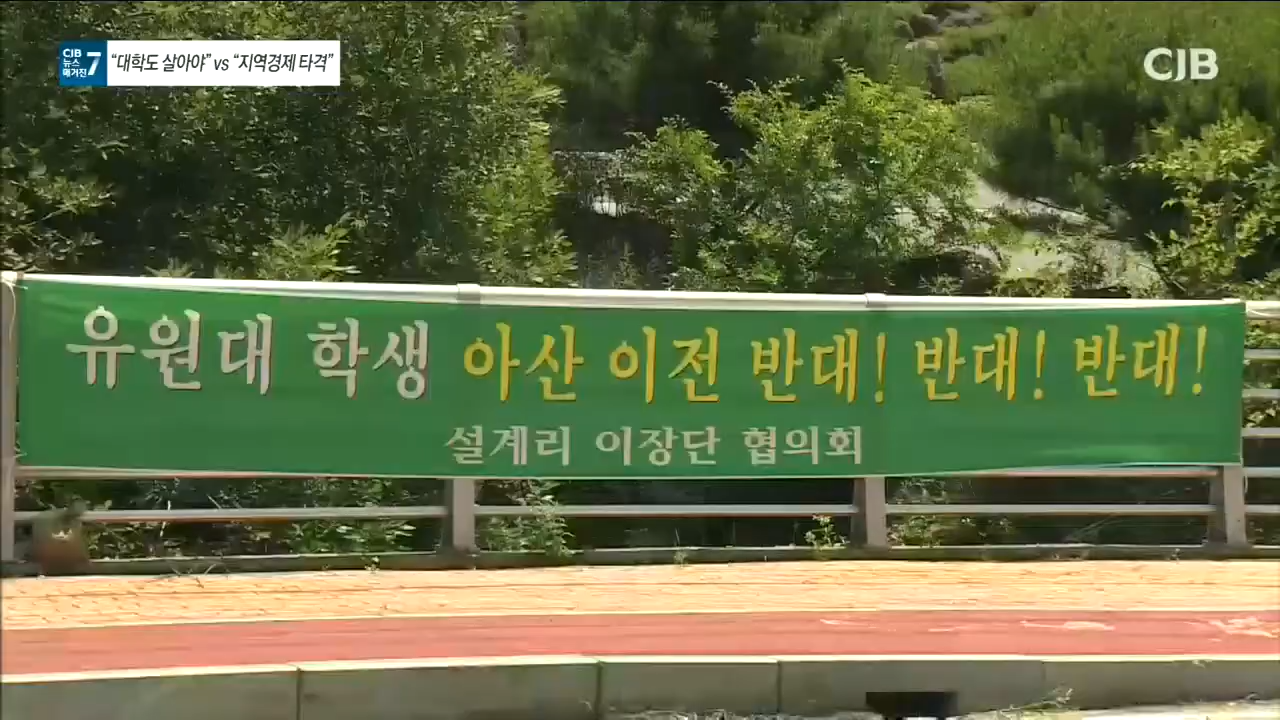 CJB
뉴스
매거진 7
“대학도 살아야” vs “지역경제 타격”
CJB
유원대 학생 아산 이전 반대! 반대! 반대!
설계리 이장단 협의회